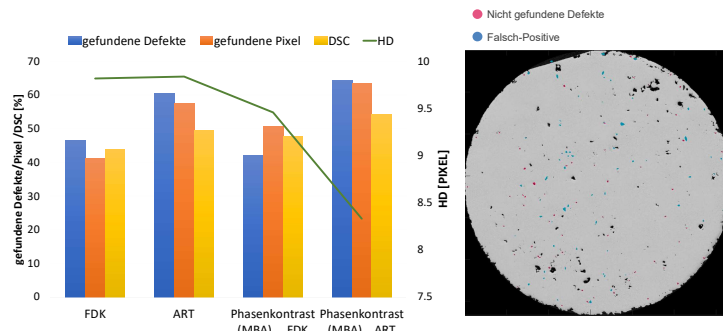 gefundene Defekte gefundene Pixel DSC HD
gefundene Defekte/Pixel /DSC [%]
70
60
50
40
30
20
10
0
10
9.5
9
8.5
8
7.5
HD [PIXEL]
FDK ART Phasenkontrast Phasenkontrast
(MBA) FDK (MBA) ART
Nicht gefundene Defekte
Falsch-Positive